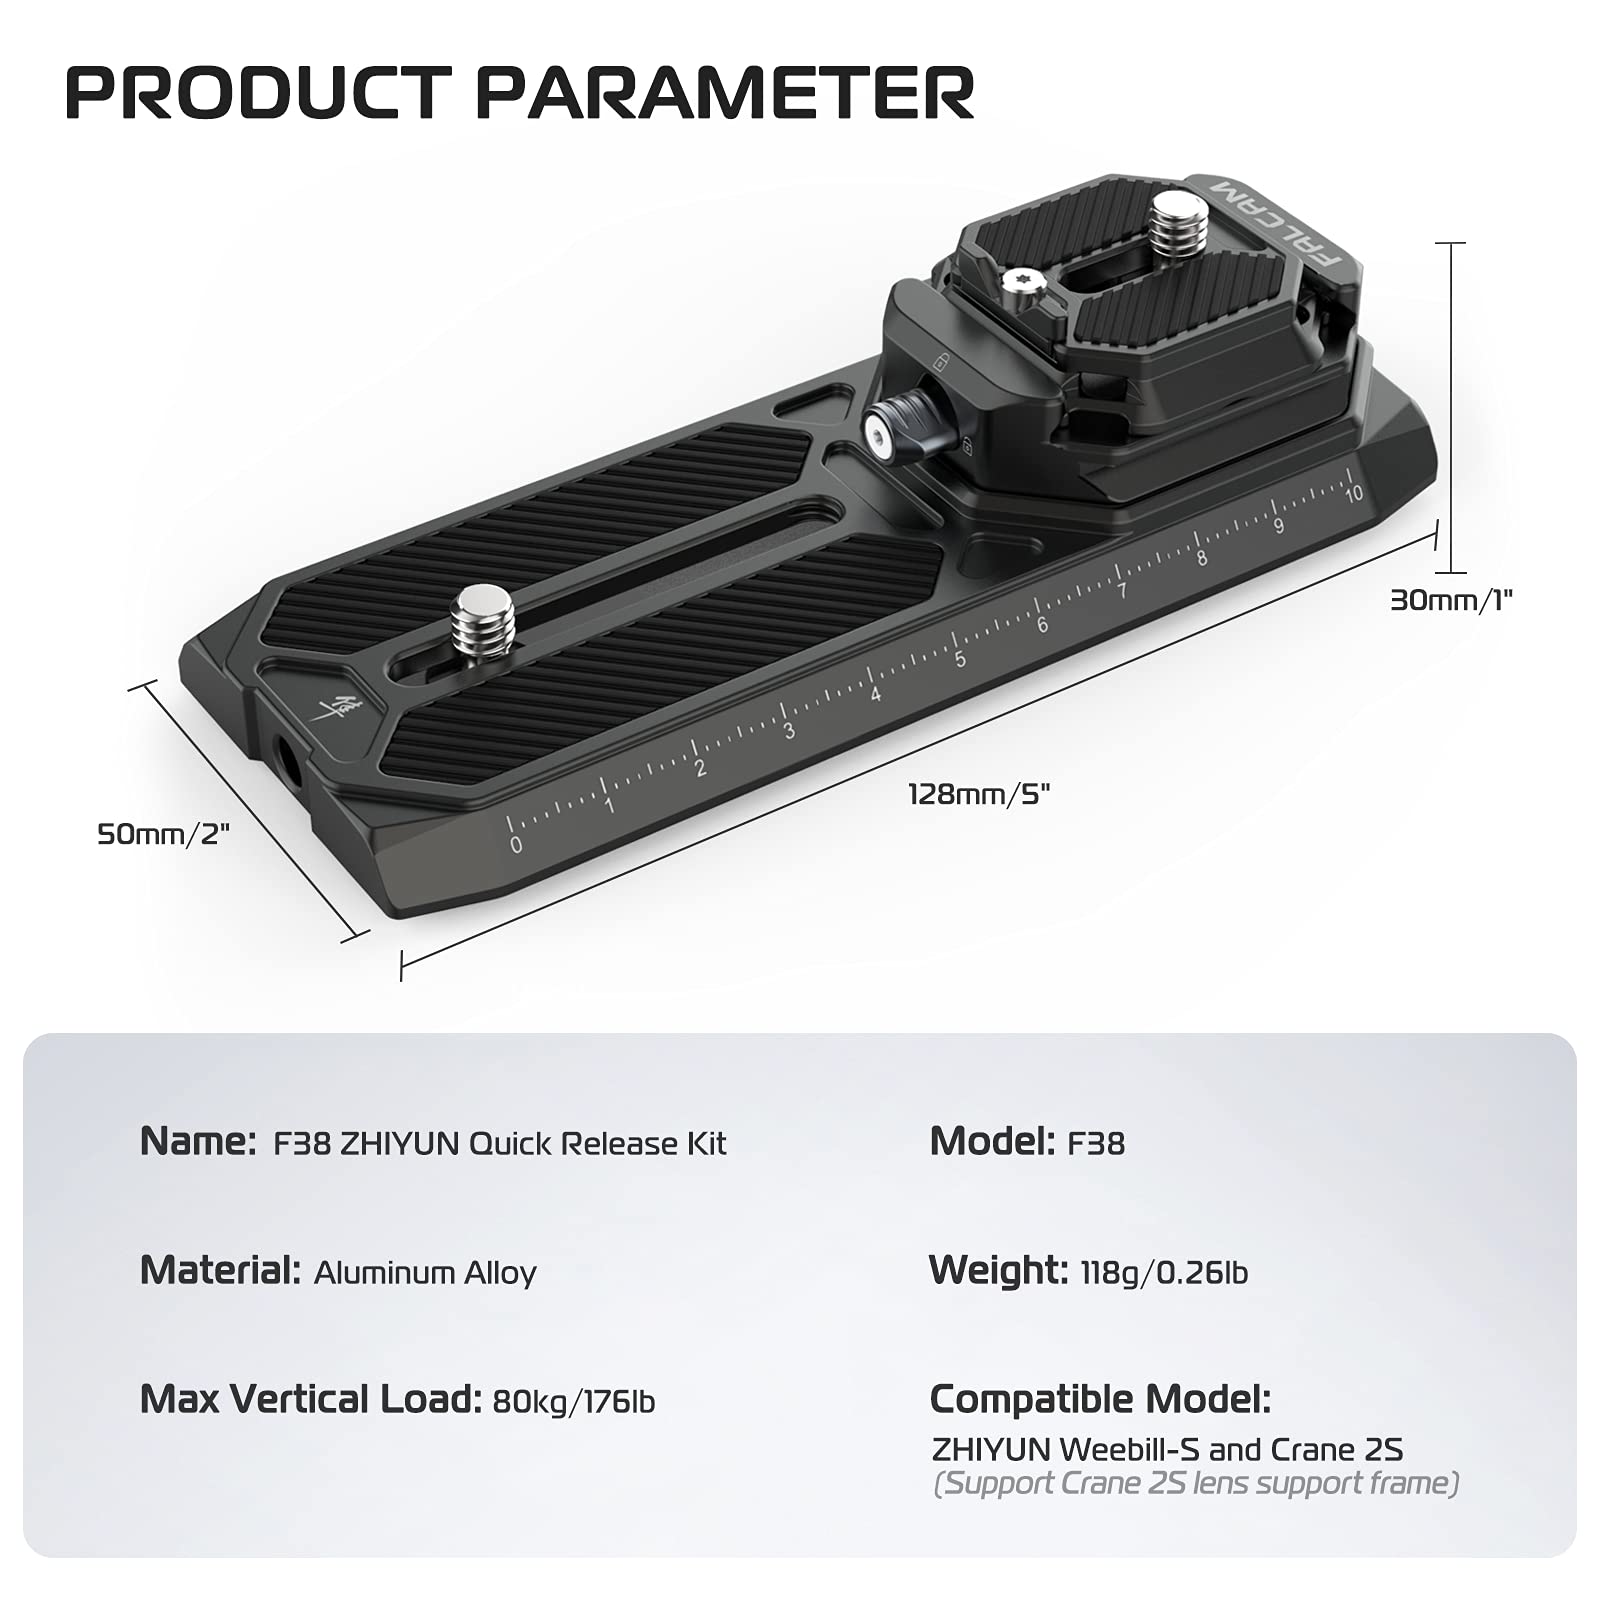 PRODUCT PARAMETER
FALCAM
30mm/1"
128mm/5"
50mm/2"
隼
0 1 2 3 4 5 6 7 8 9 10
Name: F38 ZHIYUN Quick Release Kit
Model: F38
Material: Aluminum Alloy
Weight: 118g/0.26lb
Max Vertical Load: 80kg/176lb
Compatible Model:
ZHIYUN Weebill-S and Crane 2S
(Support Crane 2S lens support frame)